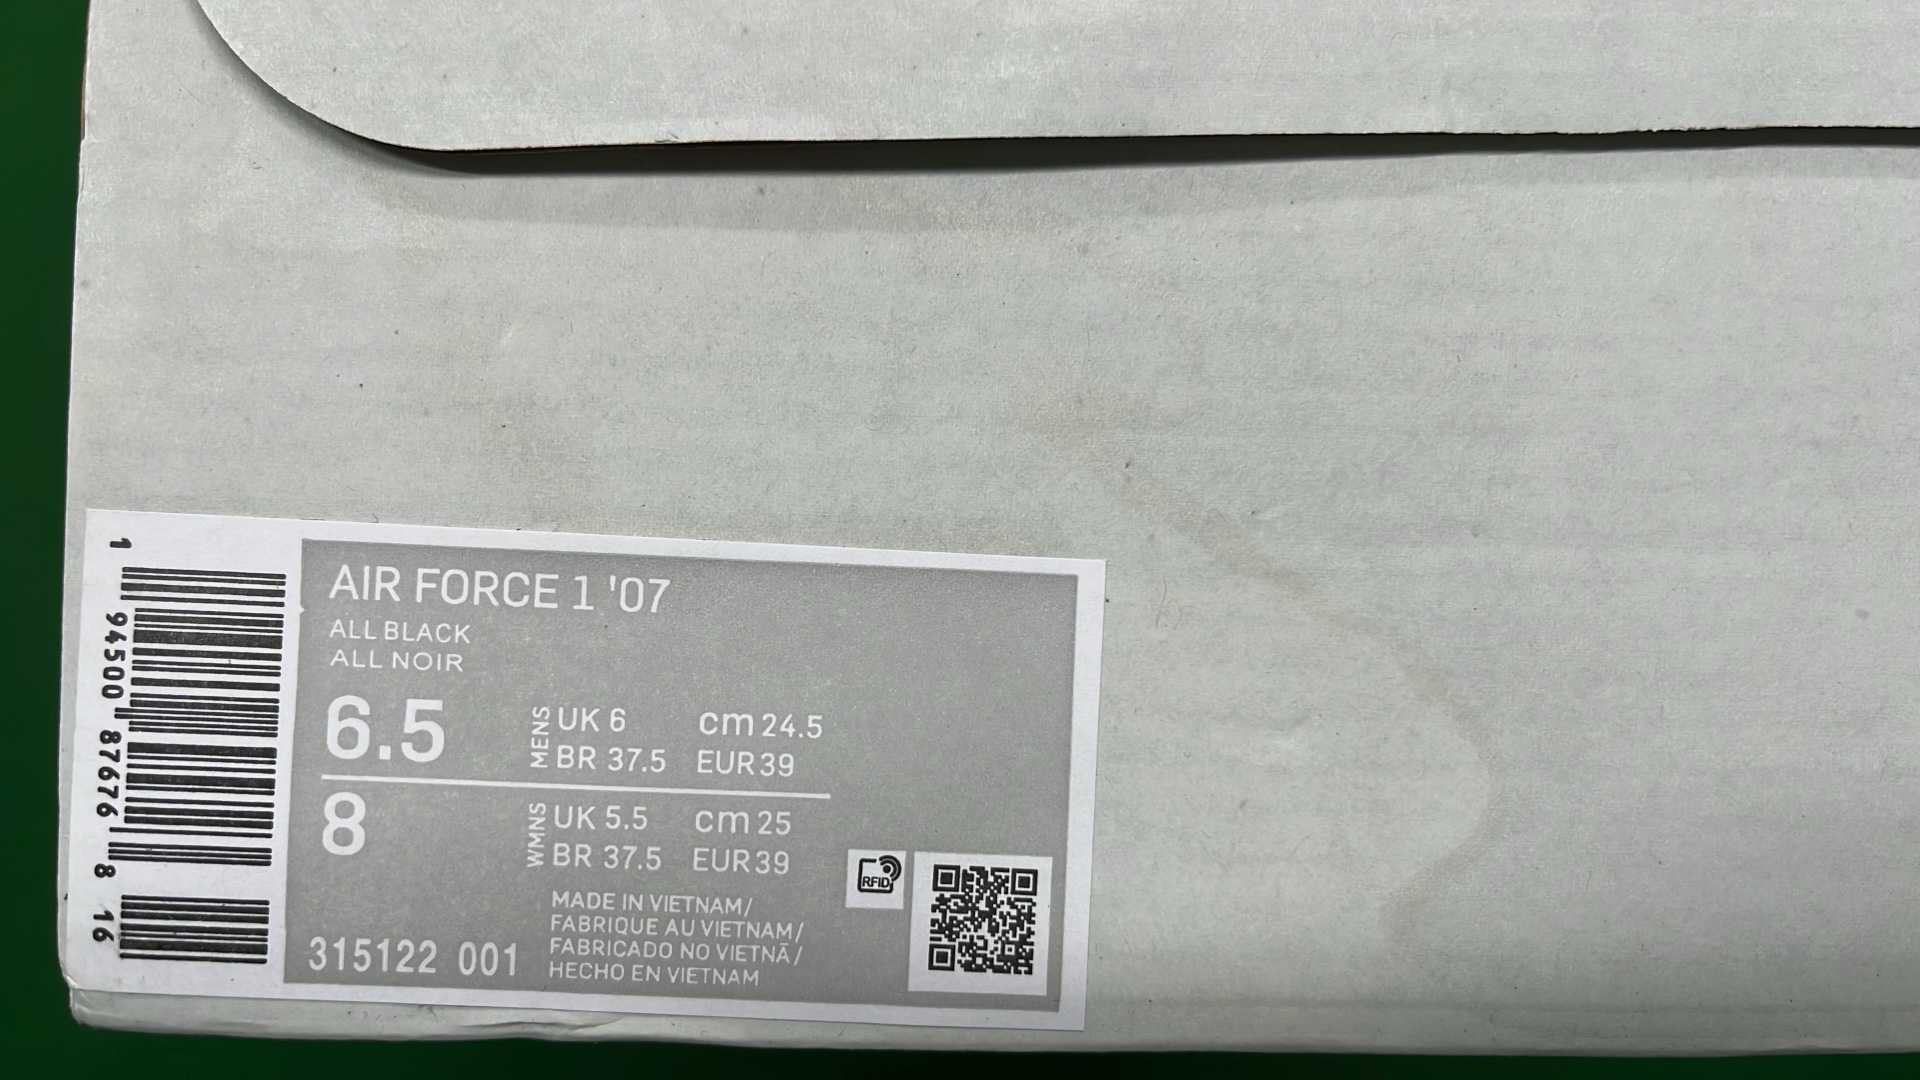 AIR FORCE 1 '07
ALL BLACK
ALL NOIR
6.5 MENS UK 6 cm 24.5
BR 37.5 EUR 39
8 WMNS UK 5.5 cm 25
BR 37.5 EUR 39
MADE IN VIETNAM/
FABRIQUE AU VIETNAM/
FABRICADO NO VIETNÃ/
HECHO EN VIETNAM
315122 001
RFID
1 94500 87676 8 16